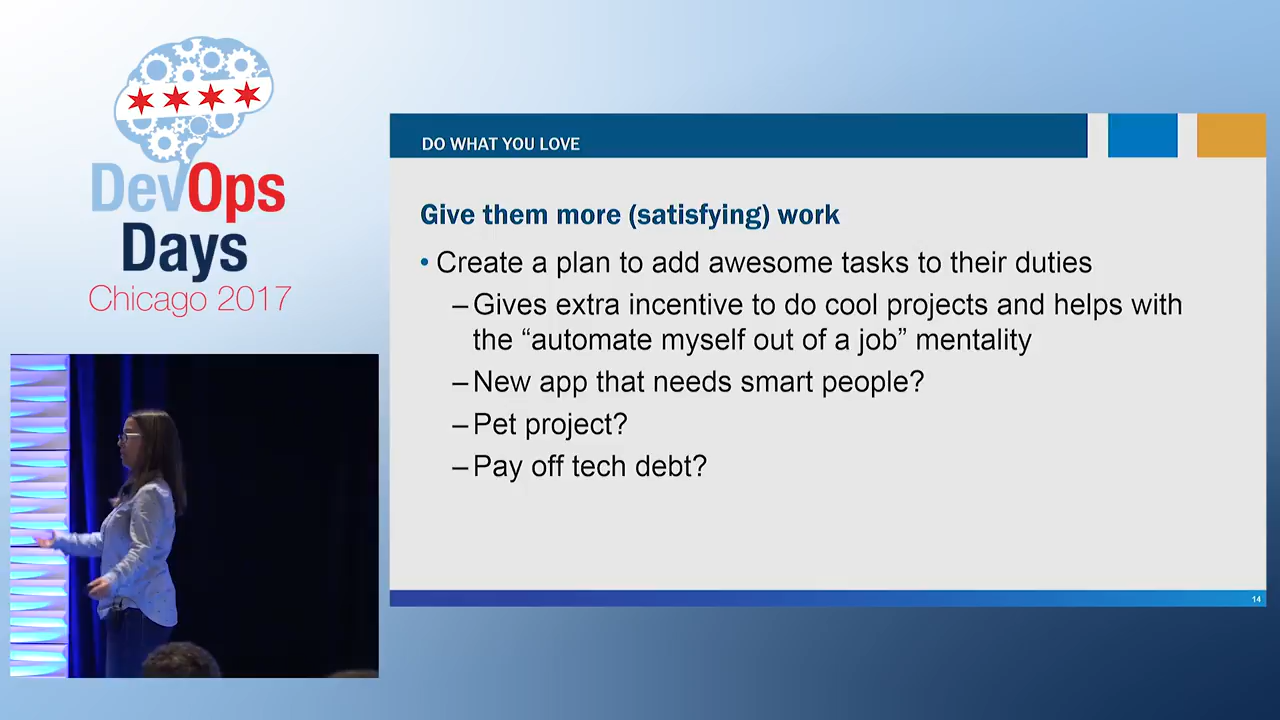 DevOps
Days
Chicago 2017
DO WHAT YOU LOVE
Give them more (satisfying) work
• Create a plan to add awesome tasks to their duties
– Gives extra incentive to do cool projects and helps with
the “automate myself out of a job” mentality
– New app that needs smart people?
– Pet project?
– Pay off tech debt?
14